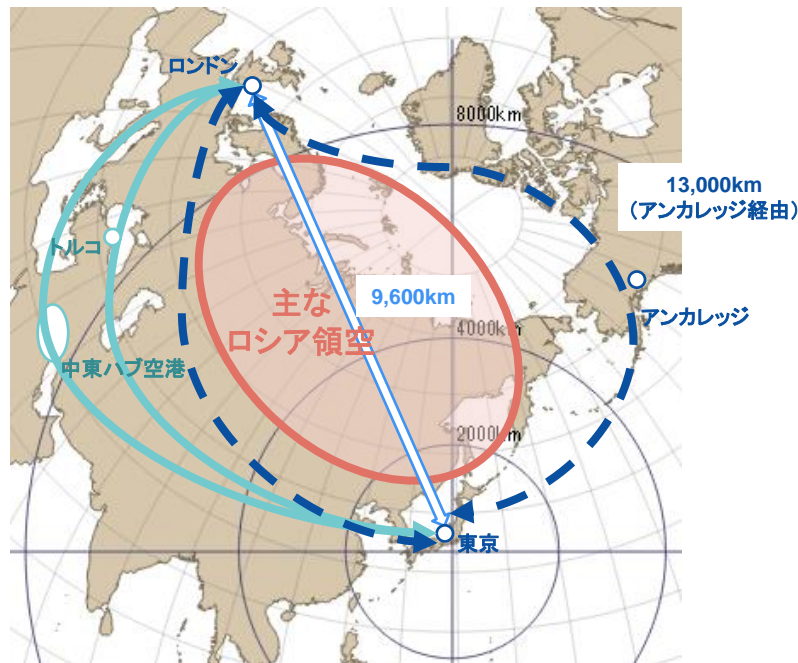 ロンドン
8000km
13,000km
（アンカレッジ経由）
トルコ
9,600km
主な
ロシア領空
アンカレッジ
4000km
中東ハブ空港
2000km
東京